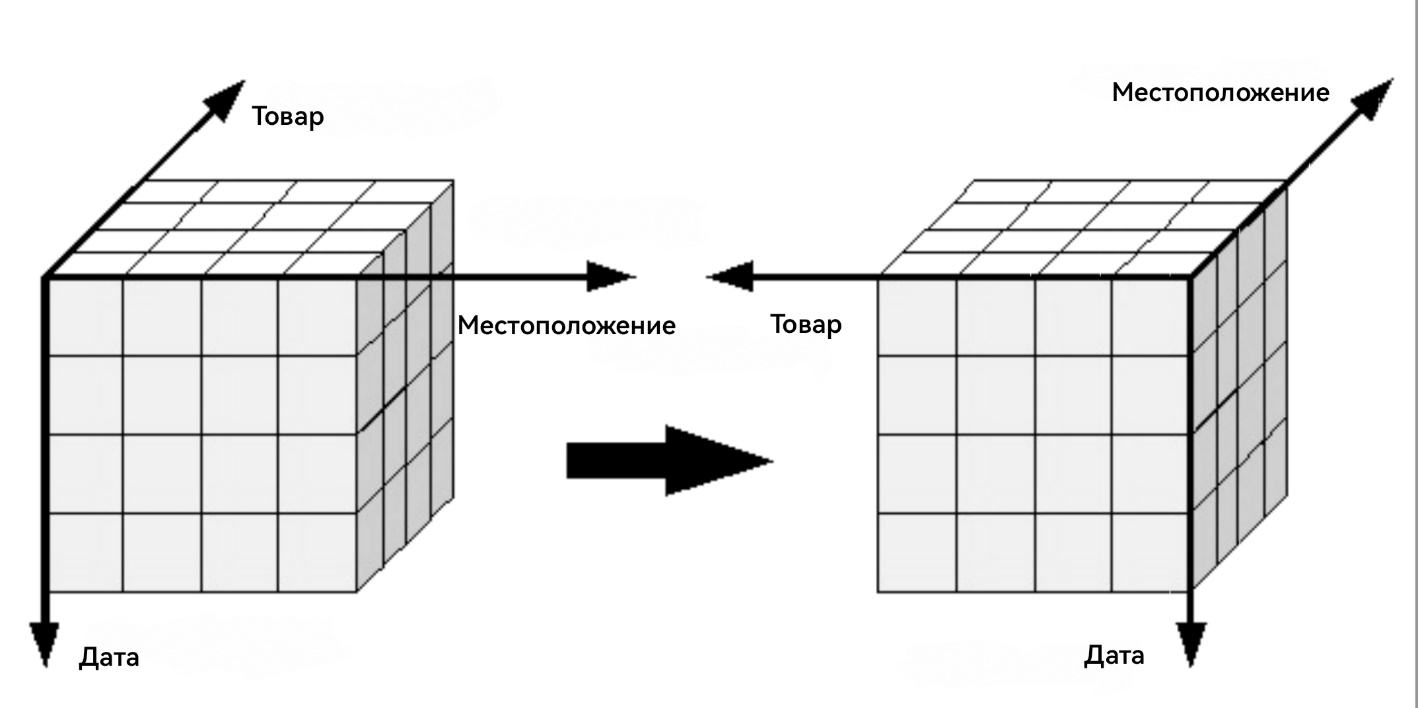 Местоположение
Товар
Местоположение
Товар
Дата
Дата